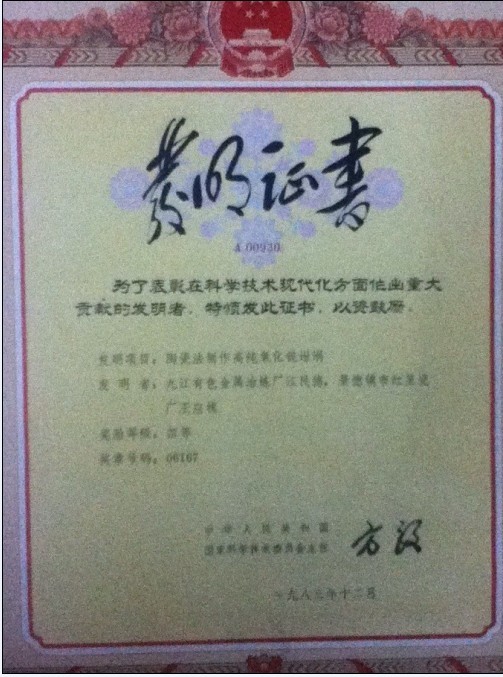 发明证书
A 00930
为了表彰在科学技术现代化方面作出重大
贡献的发明者,特颁发此证书,以资鼓励。
发明项目:陶瓷法制作高纯氧化铍坩埚
发明者:九江有色金属冶炼厂江民德,景德镇市红星瓷
厂王应槐
奖励等级:四等
奖章号码:06167
中华人民共和国
国家科学技术委员会主任 方毅
一九八三年十二月